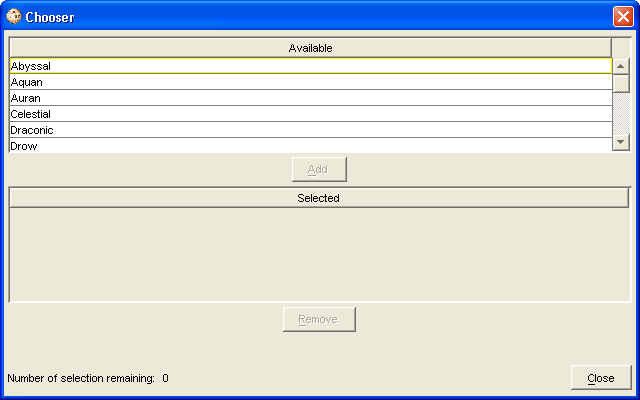 Chooser
Available
Abyssal
Aquan
Auran
Celestial
Draconic
Drow
Add
Selected
Remove
Number of selection remaining: 0
Close